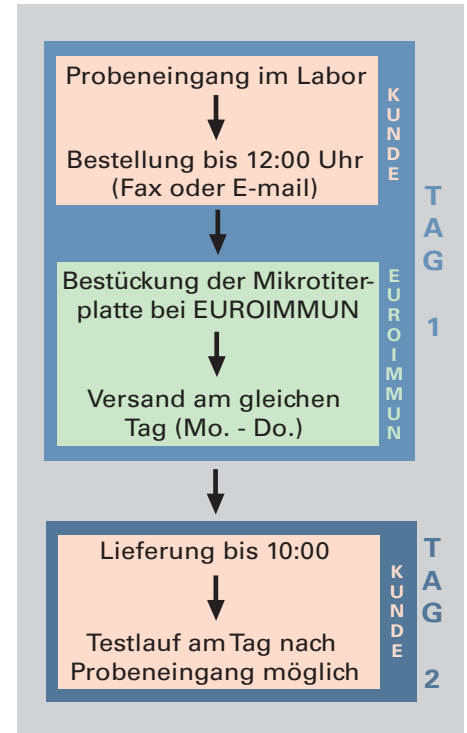 Probeneingang im Labor
Bestellung bis 12:00 Uhr
(Fax oder E-mail)
KUNDE
Bestückung der Mikrotiter-
platte bei EUROIMMUN
Versand am gleichen
Tag (Mo. - Do.)
EUROIMMUN
TAG 1
Lieferung bis 10:00
Testlauf am Tag nach
Probeneingang möglich
KUNDE
TAG 2